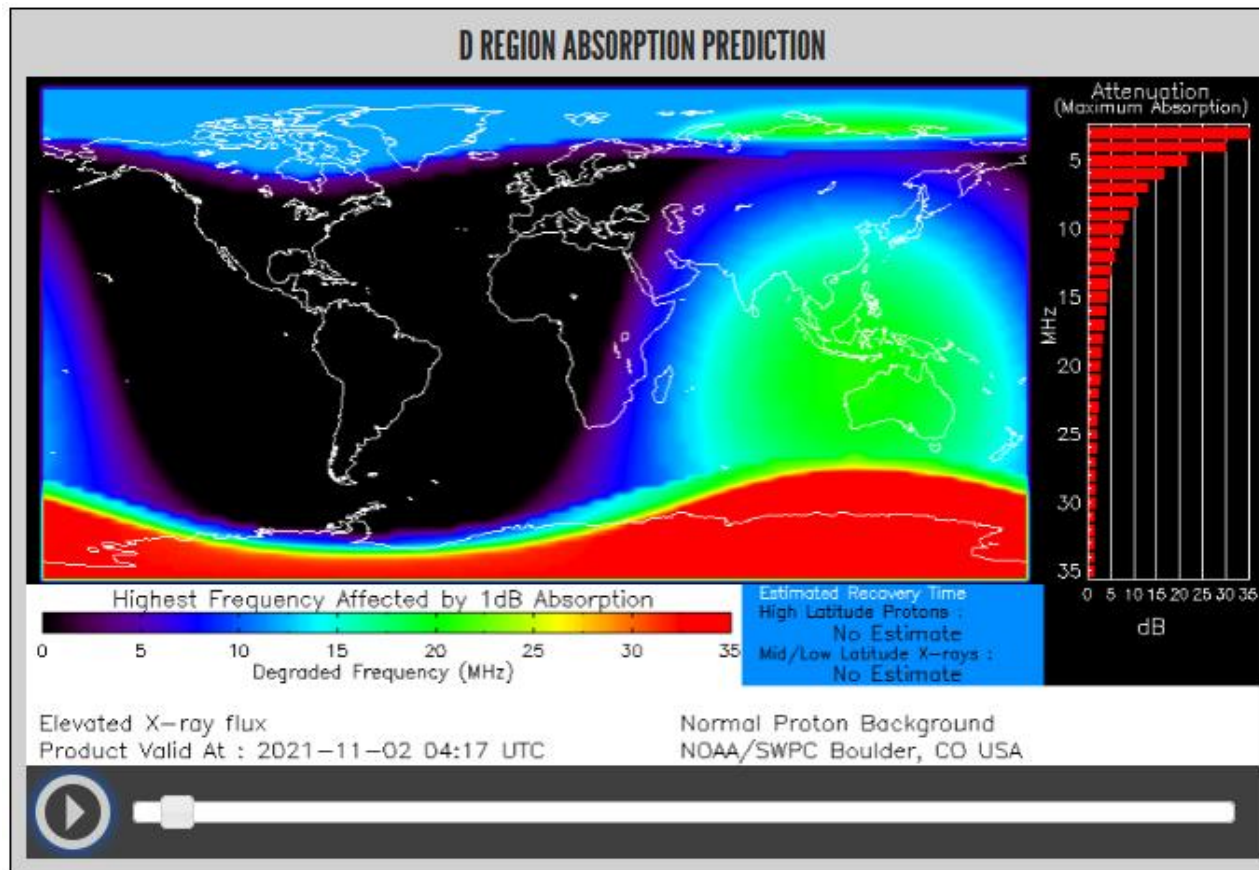 D REGION ABSORPTION PREDICTION
Attenuation
(Maximum Absorption)
5
10
15
MHz
20
25
30
35
0 5 10 15 20 25 30 35
dB
Highest Frequency Affected by 1dB Absorption
0 5 10 15 20 25 30 35
Degraded Frequency (MHz)
Estimated Recovery Time
High Latitude Protons :
No Estimate
Mid/Low Latitude X-rays :
No Estimate
Elevated X-ray flux
Product Valid At : 2021-11-02 04:17 UTC
Normal Proton Background
NOAA/SWPC Boulder, CO USA